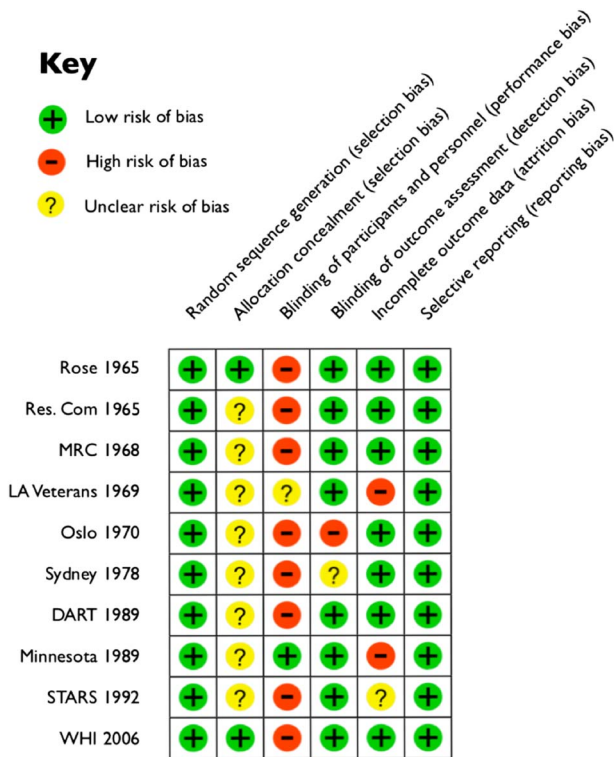 Key
+ Low risk of bias
- High risk of bias
? Unclear risk of bias
Random sequence generation (selection bias)
Allocation concealment (selection bias)
Blinding of participants and personnel (performance bias)
Blinding of outcome assessment (detection bias)
Incomplete outcome data (attrition bias)
Selective reporting (reporting bias)
Rose 1965 + + - + + +
Res. Com 1965 + ? - + + +
MRC 1968 + ? - + + +
LA Veterans 1969 + ? ? + - +
Oslo 1970 + ? - - + +
Sydney 1978 + ? - ? + +
DART 1989 + ? - + + +
Minnesota 1989 + ? + + - +
STARS 1992 + ? - + ? +
WHI 2006 + + - + + +